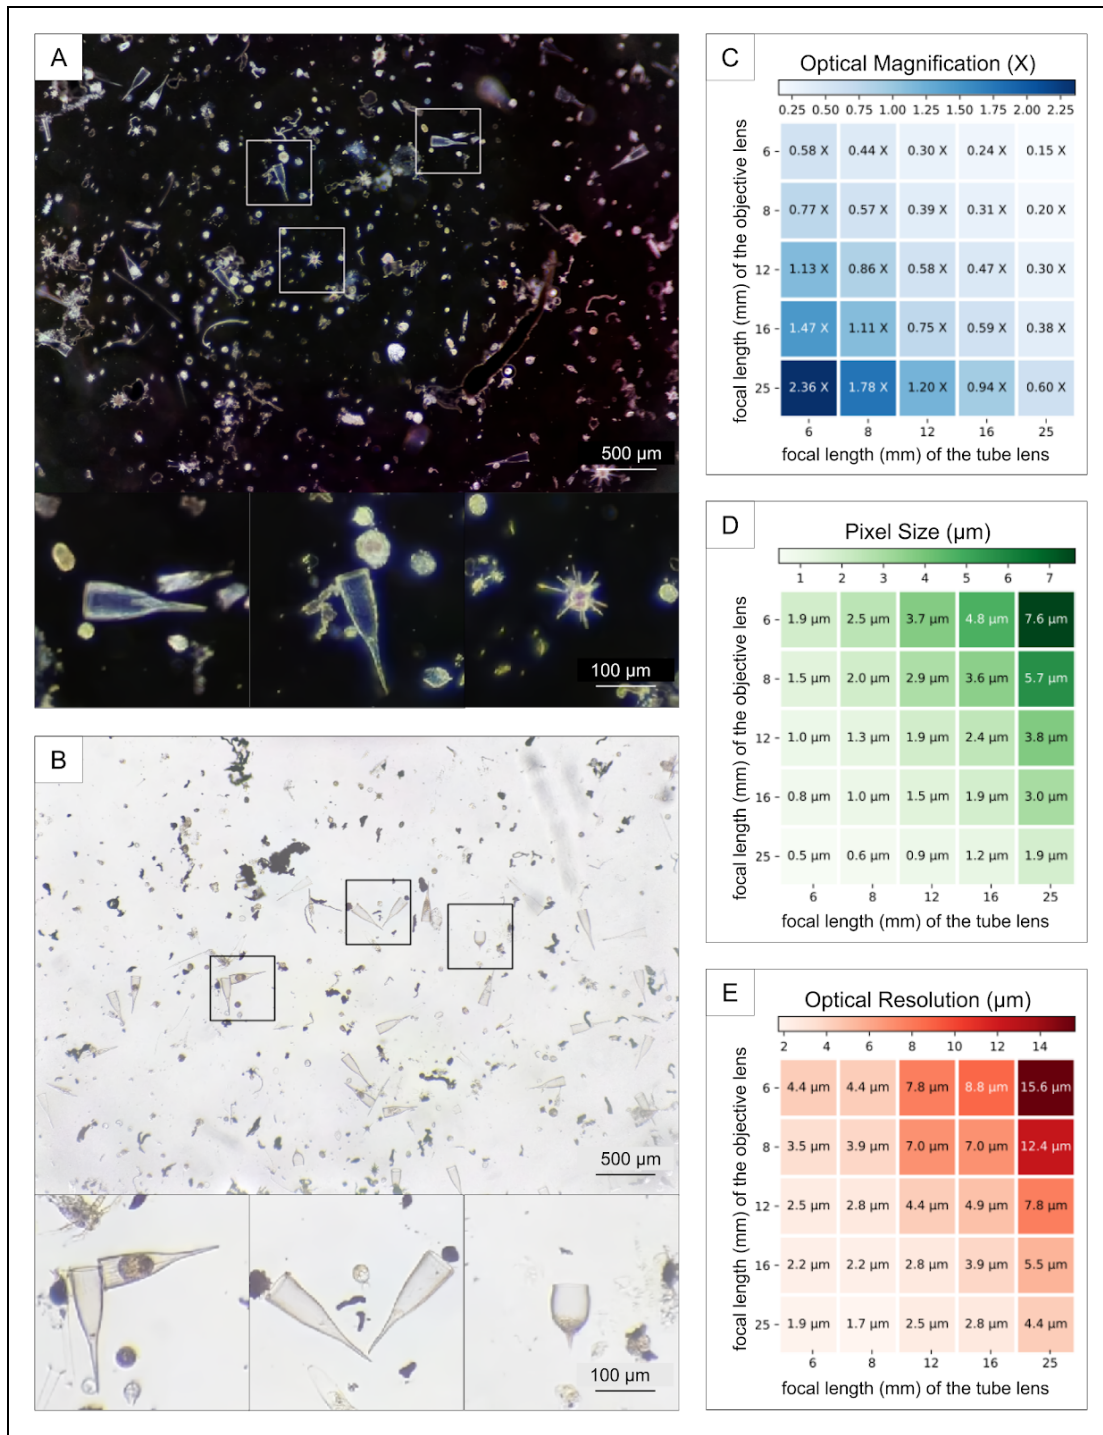 A
500 µm
100 µm
B
500 µm
100 µm
C
Optical Magnification (X)
0.25 0.50 0.75 1.00 1.25 1.50 1.75 2.00 2.25
focal length (mm) of the objective lens
6 0.58 X 0.44 X 0.30 X 0.24 X 0.15 X
8 0.77 X 0.57 X 0.39 X 0.31 X 0.20 X
12 1.13 X 0.86 X 0.58 X 0.47 X 0.30 X
16 1.47 X 1.11 X 0.75 X 0.59 X 0.38 X
25 2.36 X 1.78 X 1.20 X 0.94 X 0.60 X
6 8 12 16 25
focal length (mm) of the tube lens
D
Pixel Size (µm)
1 2 3 4 5 6 7
focal length (mm) of the objective lens
6 1.9 µm 2.5 µm 3.7 µm 4.8 µm 7.6 µm
8 1.5 µm 2.0 µm 2.9 µm 3.6 µm 5.7 µm
12 1.0 µm 1.3 µm 1.9 µm 2.4 µm 3.8 µm
16 0.8 µm 1.0 µm 1.5 µm 1.9 µm 3.0 µm
25 0.5 µm 0.6 µm 0.9 µm 1.2 µm 1.9 µm
6 8 12 16 25
focal length (mm) of the tube lens
E
Optical Resolution (µm)
2 4 6 8 10 12 14
focal length (mm) of the objective lens
6 4.4 µm 4.4 µm 7.8 µm 8.8 µm 15.6 µm
8 3.5 µm 3.9 µm 7.0 µm 7.0 µm 12.4 µm
12 2.5 µm 2.8 µm 4.4 µm 4.9 µm 7.8 µm
16 2.2 µm 2.2 µm 2.8 µm 3.9 µm 5.5 µm
25 1.9 µm 1.7 µm 2.5 µm 2.8 µm 4.4 µm
6 8 12 16 25
focal length (mm) of the tube lens